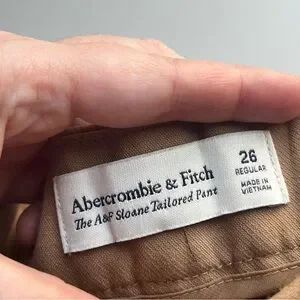 Abercrombie & Fitch
The A&F Sloane Tailored Pant
26
REGULAR
MADE IN
VIETNAM